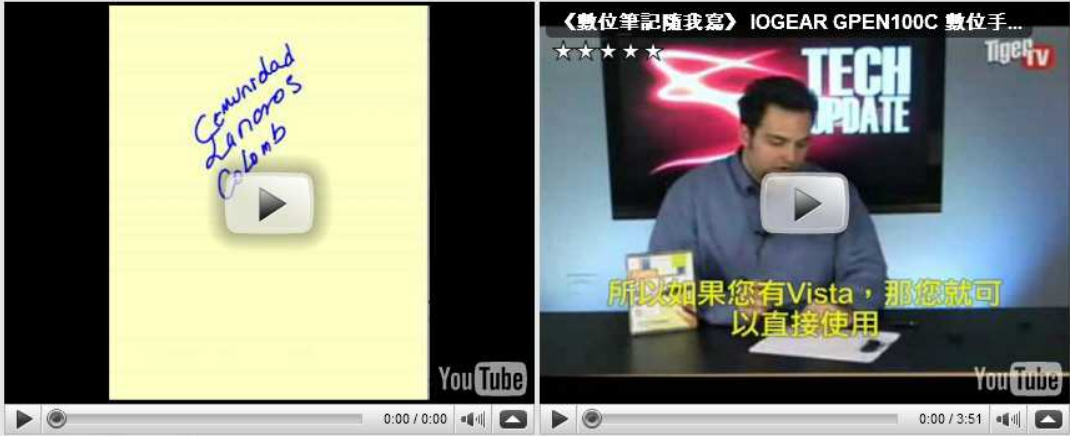 Comunidad
Zamoros
Colomb
YouTube
0:00 / 0:00
《數位筆記隨我寫》 IOGEAR GPEN100C 數位手...
TigerTV
TECH
UPDATE
所以如果您有Vista，那您就可
以直接使用
YouTube
0:00 / 3:51